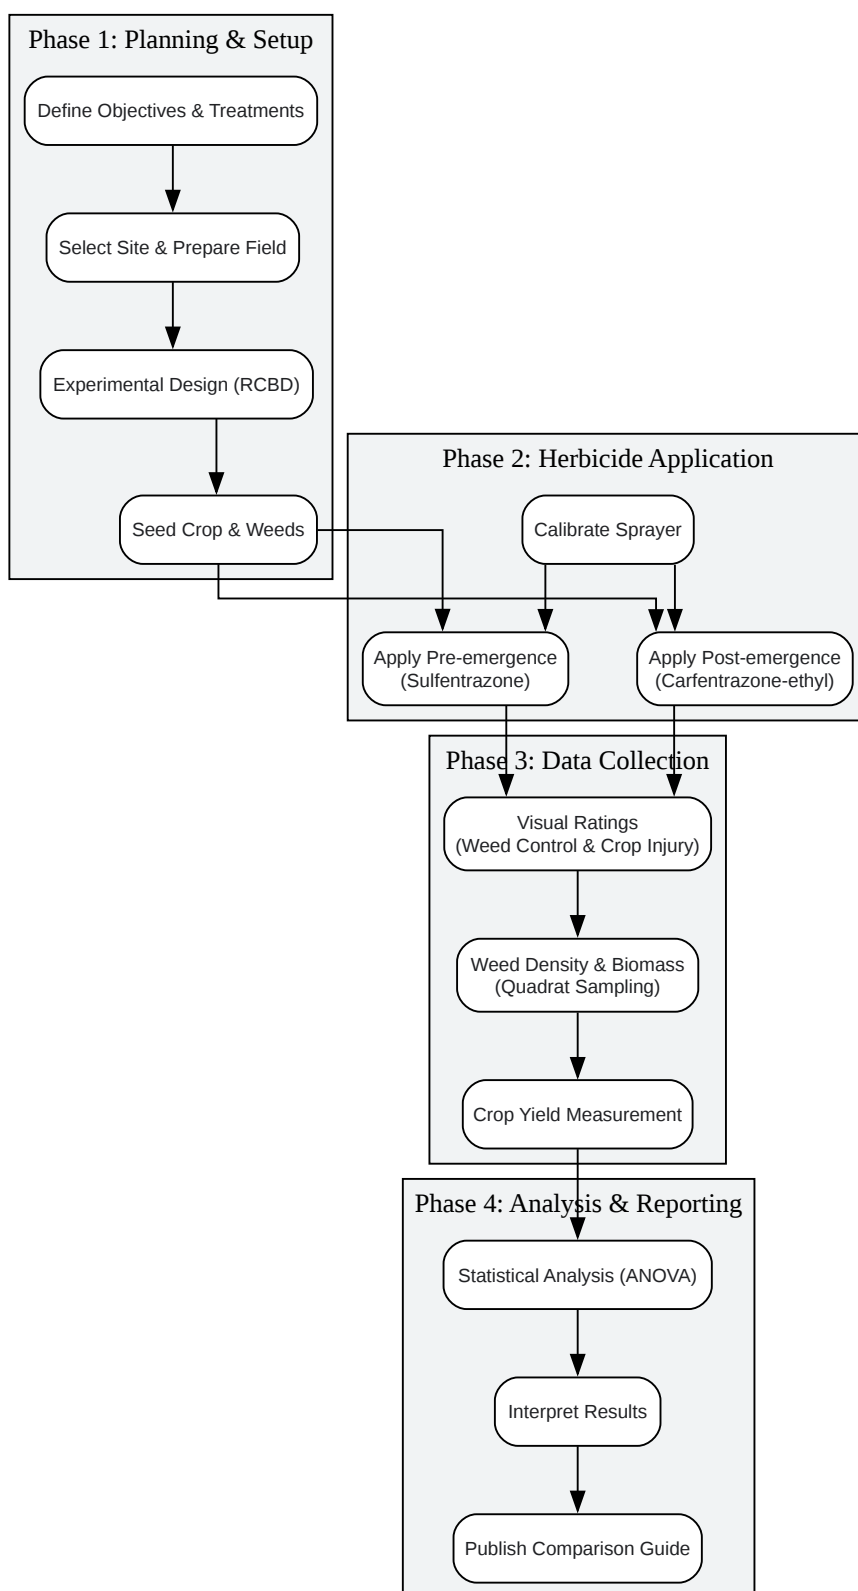 Phase 1: Planning & Setup
Define Objectives & Treatments
Select Site & Prepare Field
Experimental Design (RCBD)
Seed Crop & Weeds
Phase 2: Herbicide Application
Calibrate Sprayer
Apply Pre-emergence
(Sulfentrazone)
Apply Post-emergence
(Carfentrazone-ethyl)
Phase 3: Data Collection
Visual Ratings
(Weed Control & Crop Injury)
Weed Density & Biomass
(Quadrat Sampling)
Crop Yield Measurement
Phase 4: Analysis & Reporting
Statistical Analysis (ANOVA)
Interpret Results
Publish Comparison Guide